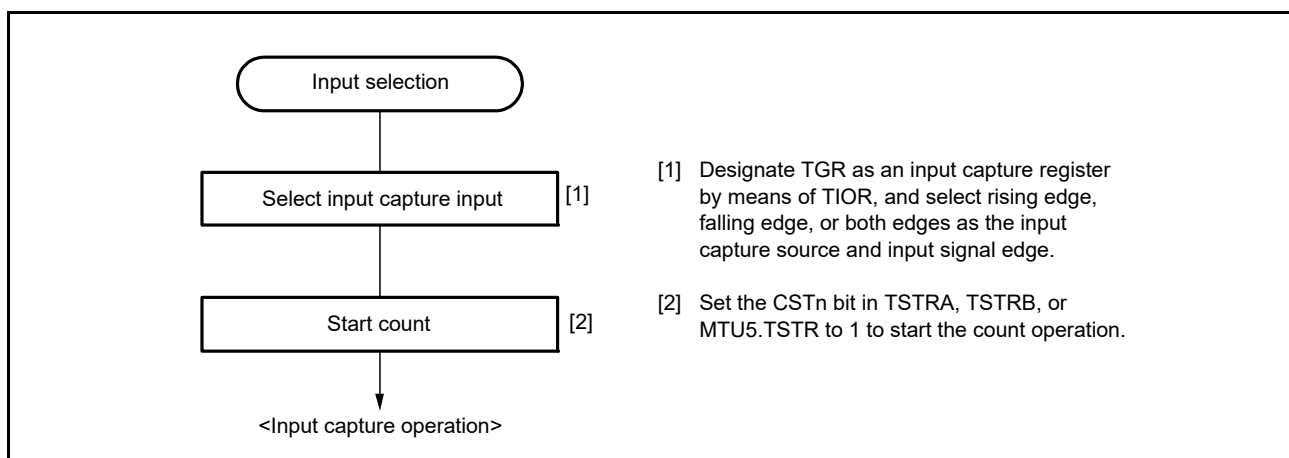 Input selection
Select input capture input
[1]
Start count
[2]
<Input capture operation>
[1] Designate TGR as an input capture register
by means of TIOR, and select rising edge,
falling edge, or both edges as the input
capture source and input signal edge.
[2] Set the CSTn bit in TSTRA, TSTRB, or
MTU5.TSTR to 1 to start the count operation.